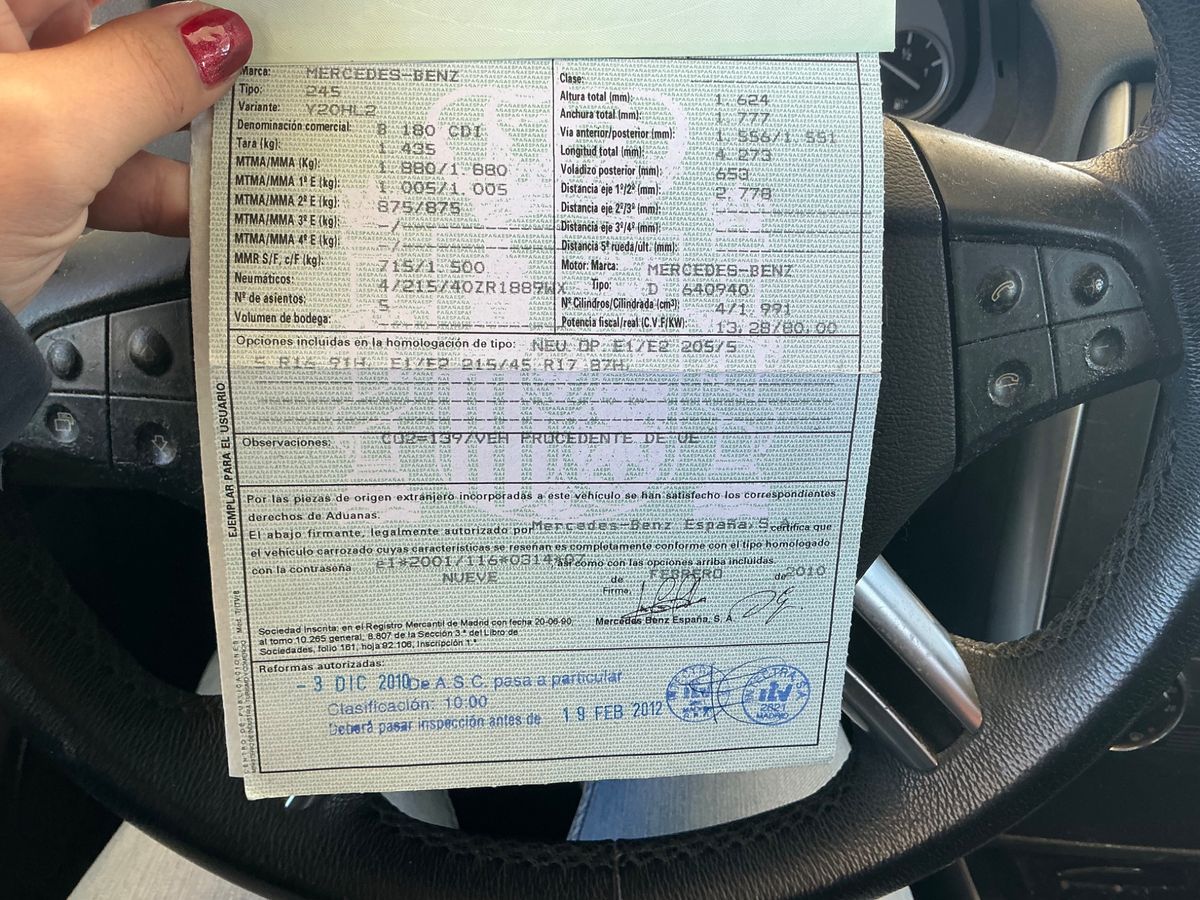 Marca: MERCEDES-BENZ
Tipo: 245
Variante: Y20HL2
Denominación comercial: B 180 CDI
Tara (kg): 1.435
MTMA/MMA (Kg): 1.880/1.880
MTMA/MMA 1º E (kg): 1.005/1.005
MTMA/MMA 2º E (kg): 875/875
MTMA/MMA 3º E (kg): -/-
MTMA/MMA 4º E (kg): -/-
MMR S/F, c/F (kg): 715/1.500
Neumáticos: 4/215/40ZR1889WX
Nº de asientos: 5
Volumen de bodega:
Clase:
Altura total (mm): 1.624
Anchura total (mm): 1.777
Vía anterior/posterior (mm): 1.556/1.551
Longitud total (mm): 4.273
Voladizo posterior (mm): 653
Distancia eje 1º/2º (mm): 2.778
Distancia eje 2º/3º (mm):
Distancia eje 3º/4º (mm):
Distancia 5ª rueda/últ. (mm):
Motor: Marca: MERCEDES-BENZ
Tipo: D 640940
Nº Cilindros/Cilindrada (cm³): 4/1.991
Potencia fiscal/real (C.V.F/KW): 13,28/80.00
Opciones incluidas en la homologación de tipo: NEU OP E1/E2 205/5
5 R16 91H, E1/E2 215/45 R17 87H,
Observaciones: CO2=139/VEH PROCEDENTE DE UE
EJEMPLAR PARA EL USUARIO
Por las piezas de origen extranjero incorporadas a este vehículo se han satisfecho los correspondientes
derechos de Aduanas.
El abajo firmante, legalmente autorizado por Mercedes-Benz España, S.A. certifica que
el vehículo carrozado cuyas características se reseñan es completamente conforme con el tipo homologado
con la contraseña e1*2001/116*0314*07 así como con las opciones arriba incluidas.
NUEVE de FEBRERO de 2010
Firma:
Mercedes Benz España, S. A
Sociedad inscrita: en el Registro Mercantil de Madrid con fecha 20-06-90
al tomo 10.265 general, 8.807 de la Sección 3.ª del Libro de
Sociedades, folio 161, hoja 92.106, Inscripción 1.ª
Reformas autorizadas:
- 3 DIC 2010 De A.S.C. pasa a particular
Clasificación: 10.00
Deberá pasar inspección antes de 19 FEB 2012
itv
itv
2821
MADRID